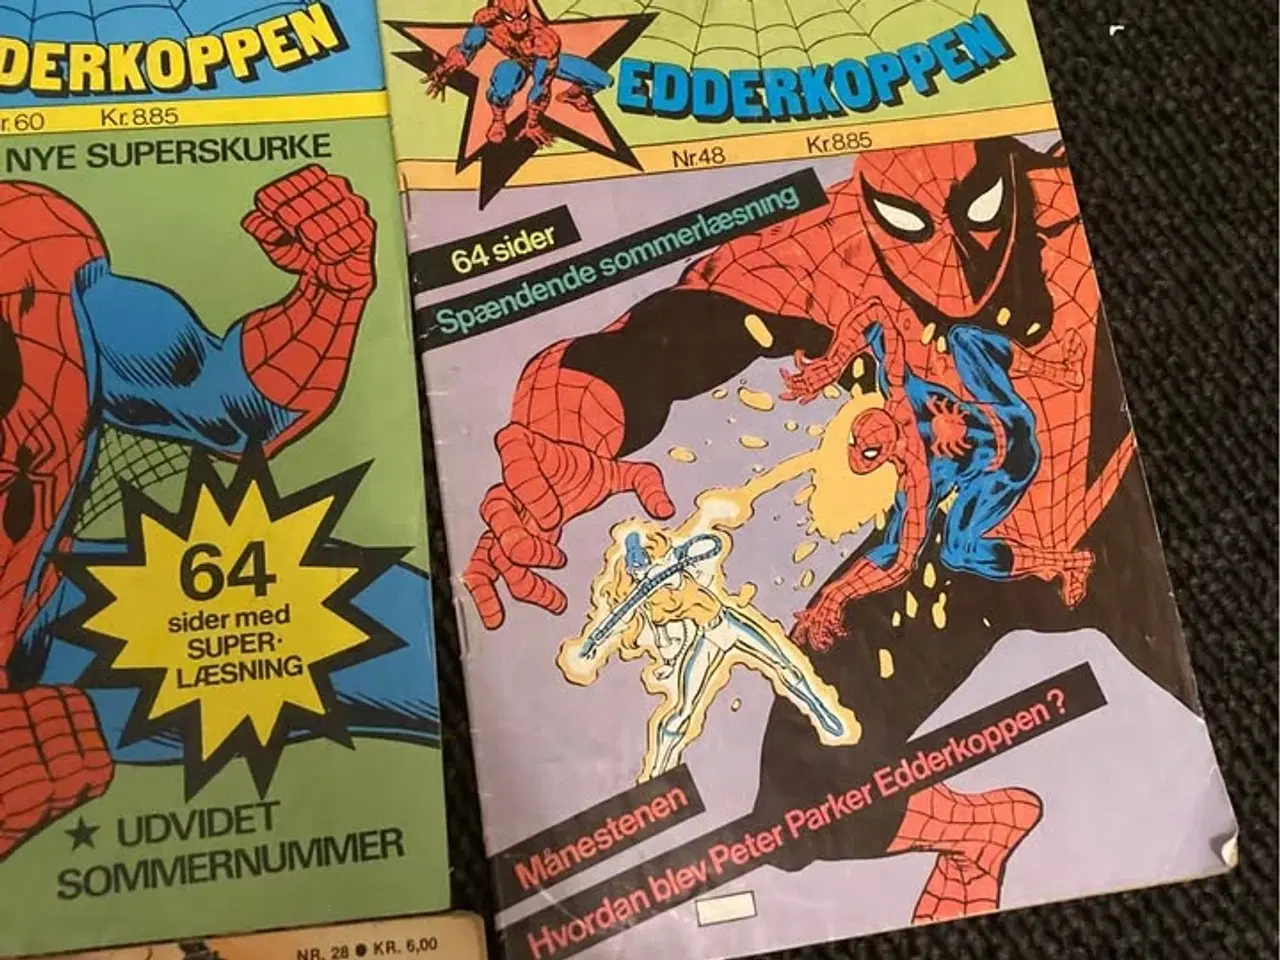 DERKOPPEN
r.60 Kr.8.85
NYE SUPERSKURKE
64
sider med
SUPER-
LÆSNING
★ UDVIDET
SOMMERNUMMER
EDDERKOPPEN
Nr.48 Kr.8.85
64 sider
Spændende sommerlæsning
Månestenen
Hvordan blev Peter Parker Edderkoppen?
NR. 28 ● KR. 6,00